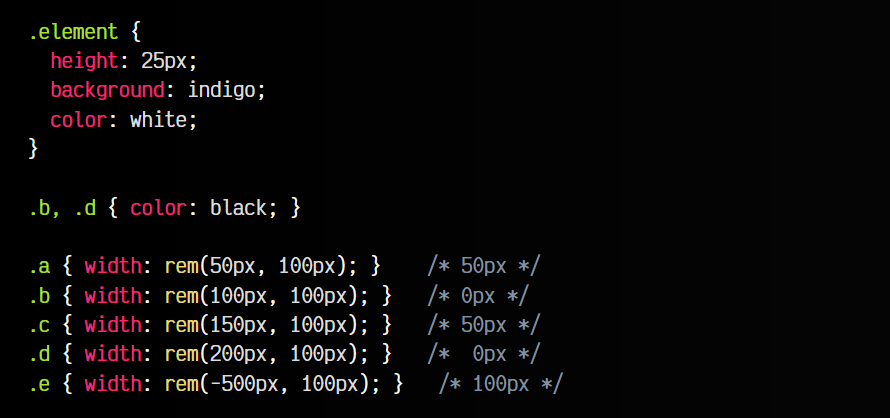 .element {
  height: 25px;
  background: indigo;
  color: white;
}

.b, .d { color: black; }

.a { width: rem(50px, 100px); }    /* 50px */
.b { width: rem(100px, 100px); }   /* 0px */
.c { width: rem(150px, 100px); }   /* 50px */
.d { width: rem(200px, 100px); }   /*  0px */
.e { width: rem(-500px, 100px); }   /* 100px */